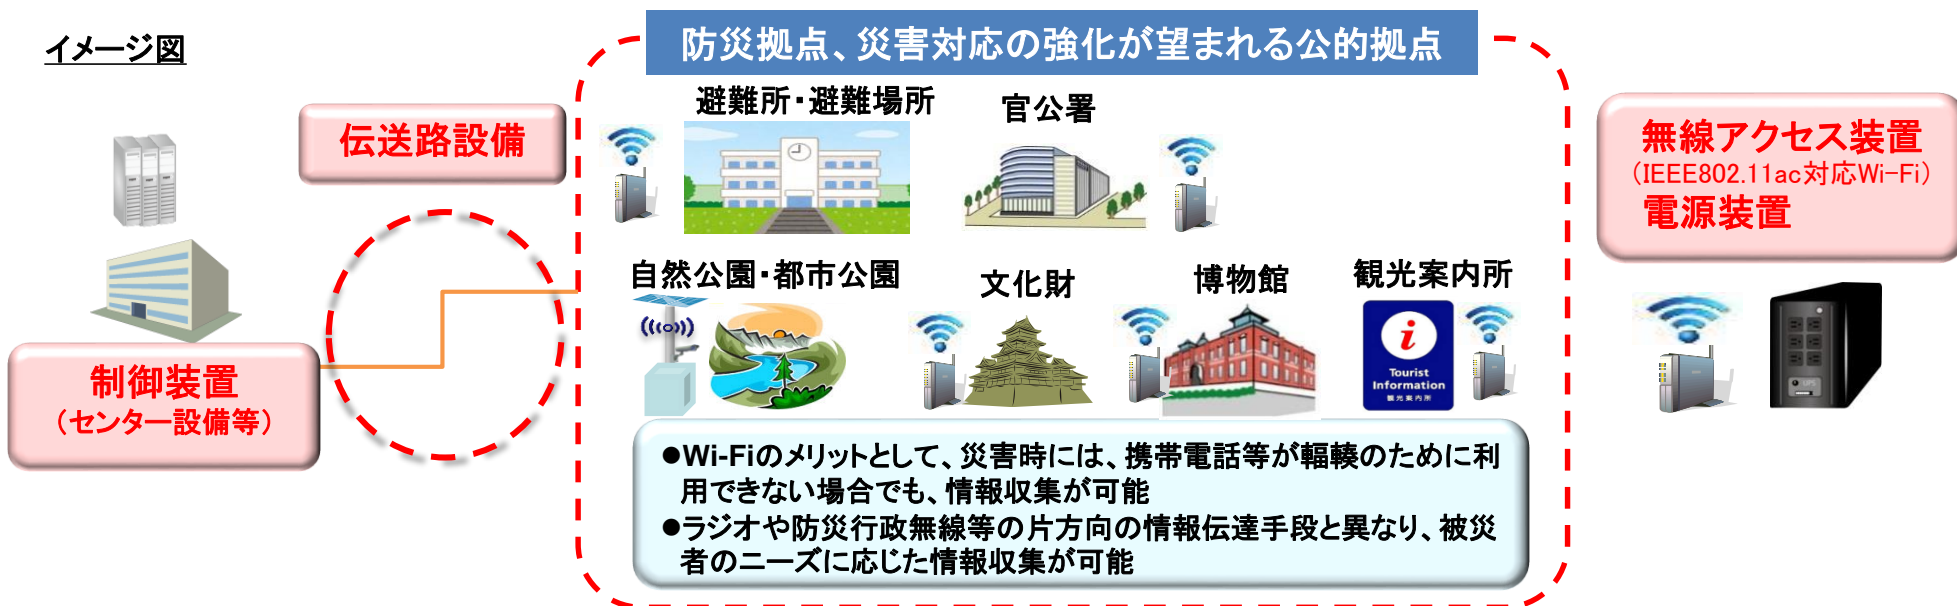 イメージ図
防災拠点、災害対応の強化が望まれる公的拠点
伝送路設備
避難所・避難場所
官公署
無線アクセス装置
（IEEE802.11ac対応Wi-Fi）
電源装置
自然公園・都市公園
文化財
博物館
観光案内所
i
Tourist
Information
観光案内所
制御装置
（センター設備等）
UPS
●Wi-Fiのメリットとして、災害時には、携帯電話等が輻輳のために利
用できない場合でも、情報収集が可能
●ラジオや防災行政無線等の片方向の情報伝達手段と異なり、被災
者のニーズに応じた情報収集が可能